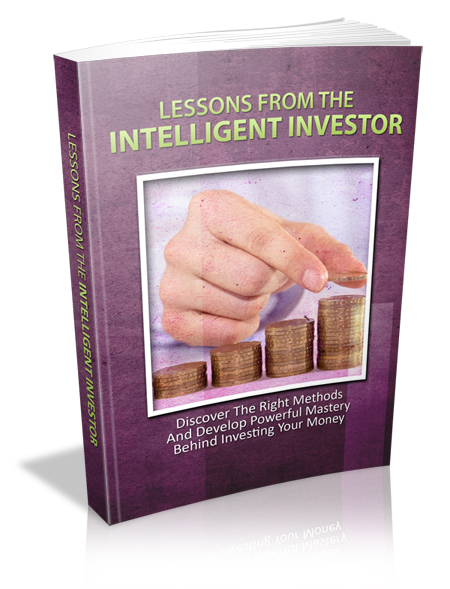 LESSONS FROM THE
INTELLIGENT INVESTOR
Discover The Right Methods
And Develop Powerful Mastery
Behind Investing Your Money
LESSONS FROM THE INTELLIGENT INVESTOR